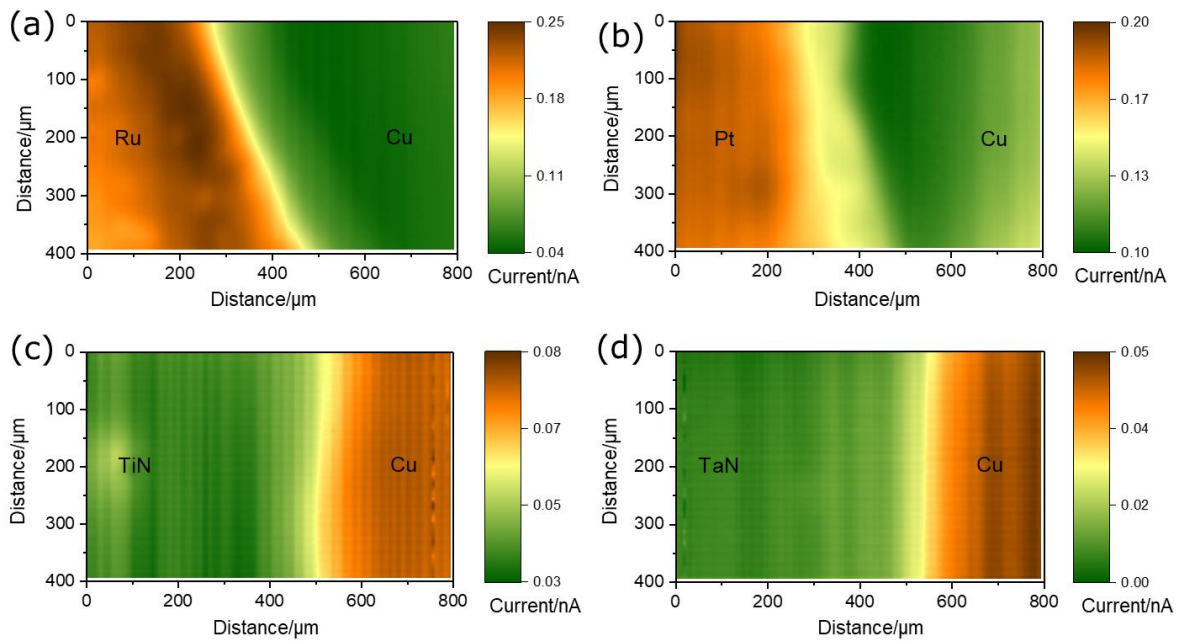 (a)
0
100
200
300
400
Distance/µm
Ru
Cu
0
200
400
600
800
Distance/µm
0.25
0.18
0.11
0.04
Current/nA
(b)
0
100
200
300
400
Distance/µm
Pt
Cu
0
200
400
600
800
Distance/µm
0.20
0.17
0.13
0.10
Current/nA
(c)
0
100
200
300
400
Distance/µm
TiN
Cu
0
200
400
600
800
Distance/µm
0.08
0.07
0.05
0.03
Current/nA
(d)
0
100
200
300
400
Distance/µm
TaN
Cu
0
200
400
600
800
Distance/µm
0.05
0.04
0.02
0.00
Current/nA